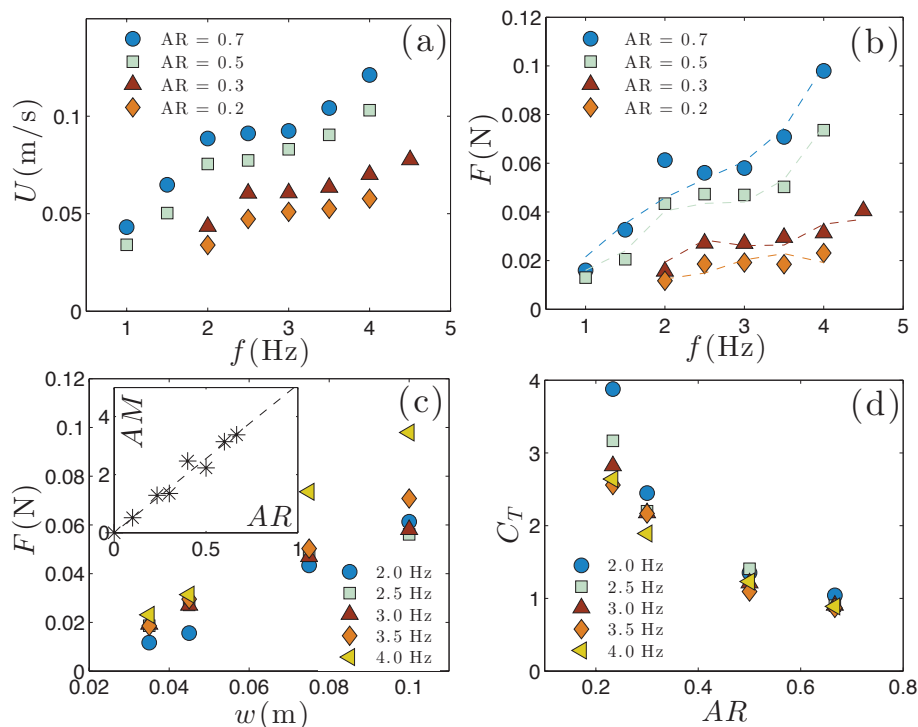 (a)
AR = 0.7
AR = 0.5
AR = 0.3
AR = 0.2
U(m/s)
0.1
0.05
0
1 2 3 4 5
f(Hz)
(b)
AR = 0.7
AR = 0.5
AR = 0.3
AR = 0.2
F(N)
0.12
0.1
0.08
0.06
0.04
0.02
0
1 2 3 4 5
f(Hz)
(c)
F(N)
0.12
0.1
0.08
0.06
0.04
0.02
0
0.02 0.04 0.06 0.08 0.1
w(m)
AM
4
2
0
0 0.5 1
AR
2.0 Hz
2.5 Hz
3.0 Hz
3.5 Hz
4.0 Hz
(d)
C_T
4
3
2
1
0
0.2 0.4 0.6 0.8
AR
2.0 Hz
2.5 Hz
3.0 Hz
3.5 Hz
4.0 Hz